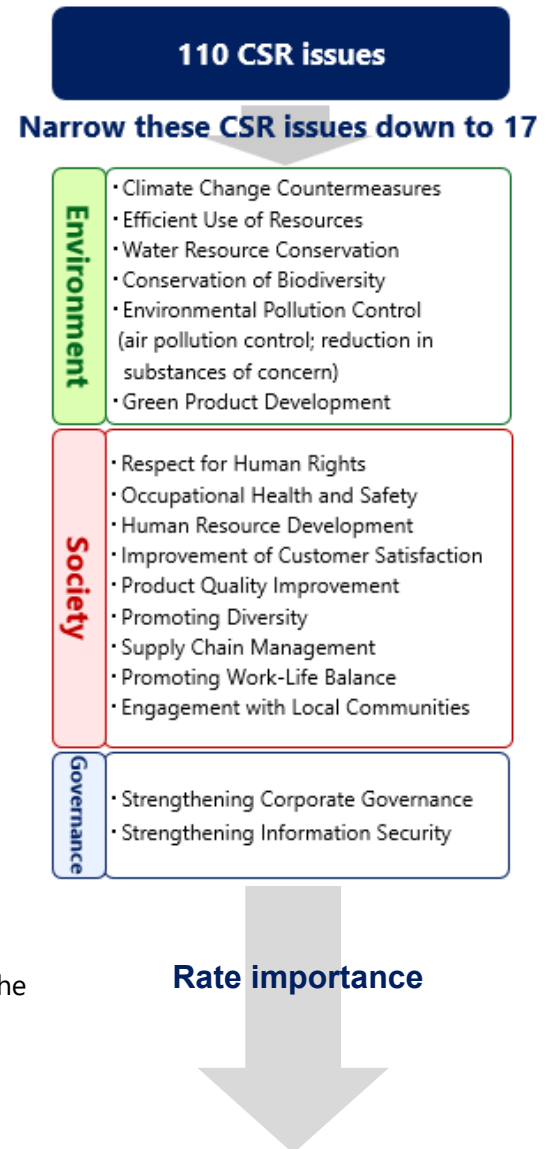 110 CSR issues
Narrow these CSR issues down to 17
Environment
・Climate Change Countermeasures
・Efficient Use of Resources
・Water Resource Conservation
・Conservation of Biodiversity
・Environmental Pollution Control
(air pollution control; reduction in
substances of concern)
・Green Product Development
Society
・Respect for Human Rights
・Occupational Health and Safety
・Human Resource Development
・Improvement of Customer Satisfaction
・Product Quality Improvement
・Promoting Diversity
・Supply Chain Management
・Promoting Work-Life Balance
・Engagement with Local Communities
Governance
・Strengthening Corporate Governance
・Strengthening Information Security
Rate importance